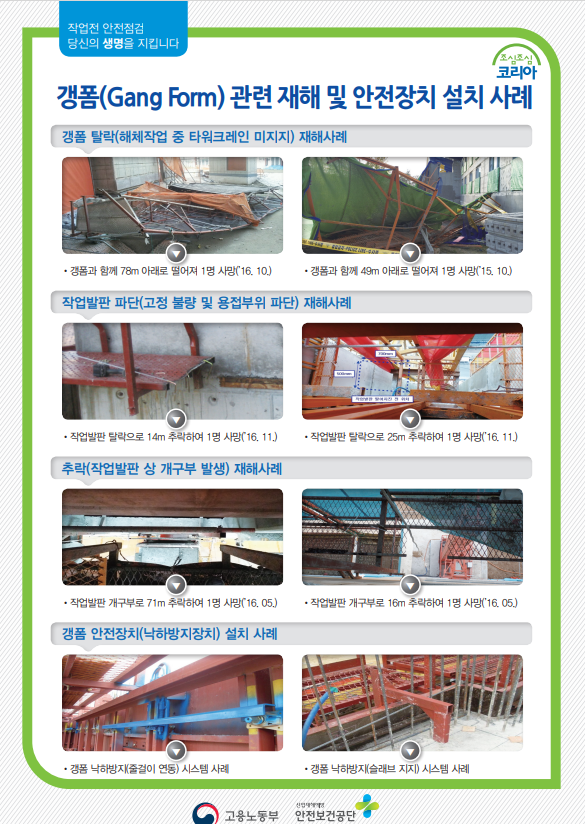 작업전 안전점검
당신의 생명을 지킵니다
조심조심
코리아
갱폼(Gang Form) 관련 재해 및 안전장치 설치 사례
갱폼 탈락(해체작업 중 타워크레인 미지지) 재해사례
• 갱폼과 함께 78m 아래로 떨어져 1명 사망('16. 10.)
• 갱폼과 함께 49m 아래로 떨어져 1명 사망('15. 10.)
작업발판 파단(고정 불량 및 용접부위 파단) 재해사례
• 작업발판 탈락으로 14m 추락하여 1명 사망('16. 11.)
• 작업발판 탈락으로 25m 추락하여 1명 사망('16. 11.)
추락(작업발판 상 개구부 발생) 재해사례
• 작업발판 개구부로 71m 추락하여 1명 사망('16. 05.)
• 작업발판 개구부로 16m 추락하여 1명 사망('16. 05.)
갱폼 안전장치(낙하방지장치) 설치 사례
• 갱폼 낙하방지(줄걸이 연동) 시스템 사례
• 갱폼 낙하방지(슬래브 지지) 시스템 사례
고용노동부
산업재해예방
안전보건공단